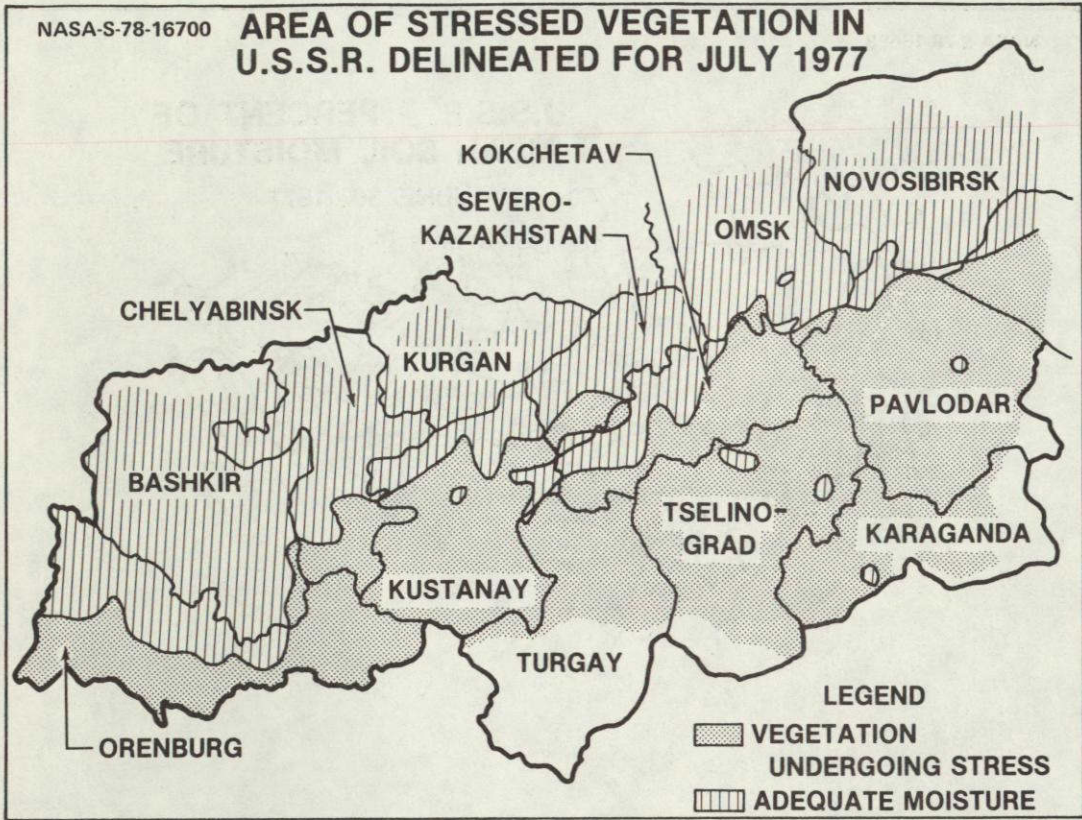 NASA-S-78-16700
AREA OF STRESSED VEGETATION IN
U.S.S.R. DELINEATED FOR JULY 1977
KOKCHETAV
SEVERO-
KAZAKHSTAN
NOVOSIBIRSK
OMSK
CHELYABINSK
KURGAN
PAVLODAR
BASHKIR
TSELINO-
GRAD
KARAGANDA
KUSTANAY
TURGAY
ORENBURG
LEGEND
VEGETATION
UNDERGOING STRESS
ADEQUATE MOISTURE